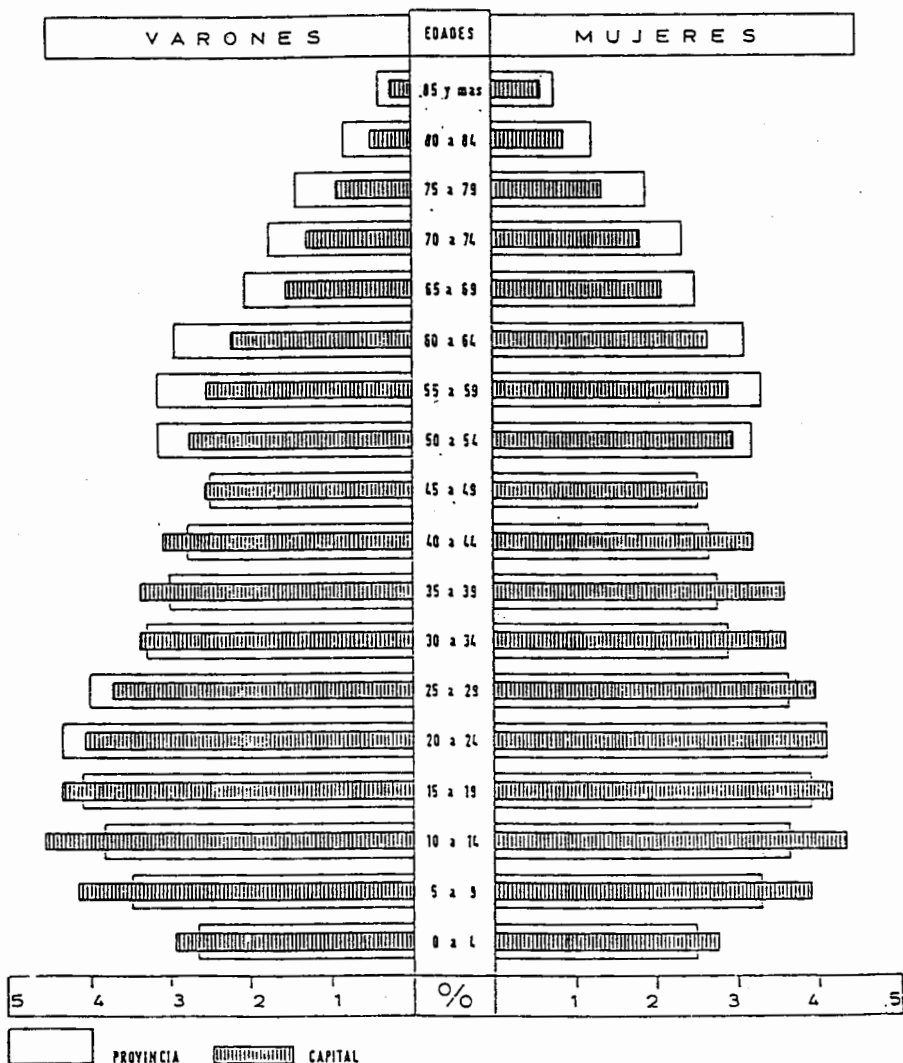 VARONES EDADES MUJERES
85 y mas
80 a 84
75 a 79
70 a 74
65 a 69
60 a 64
55 a 59
50 a 54
45 a 49
40 a 44
35 a 39
30 a 34
25 a 29
20 a 24
15 a 19
10 a 14
5 a 9
0 a 4
5 4 3 2 1 % 1 2 3 4 5
PROVINCIA CAPITAL